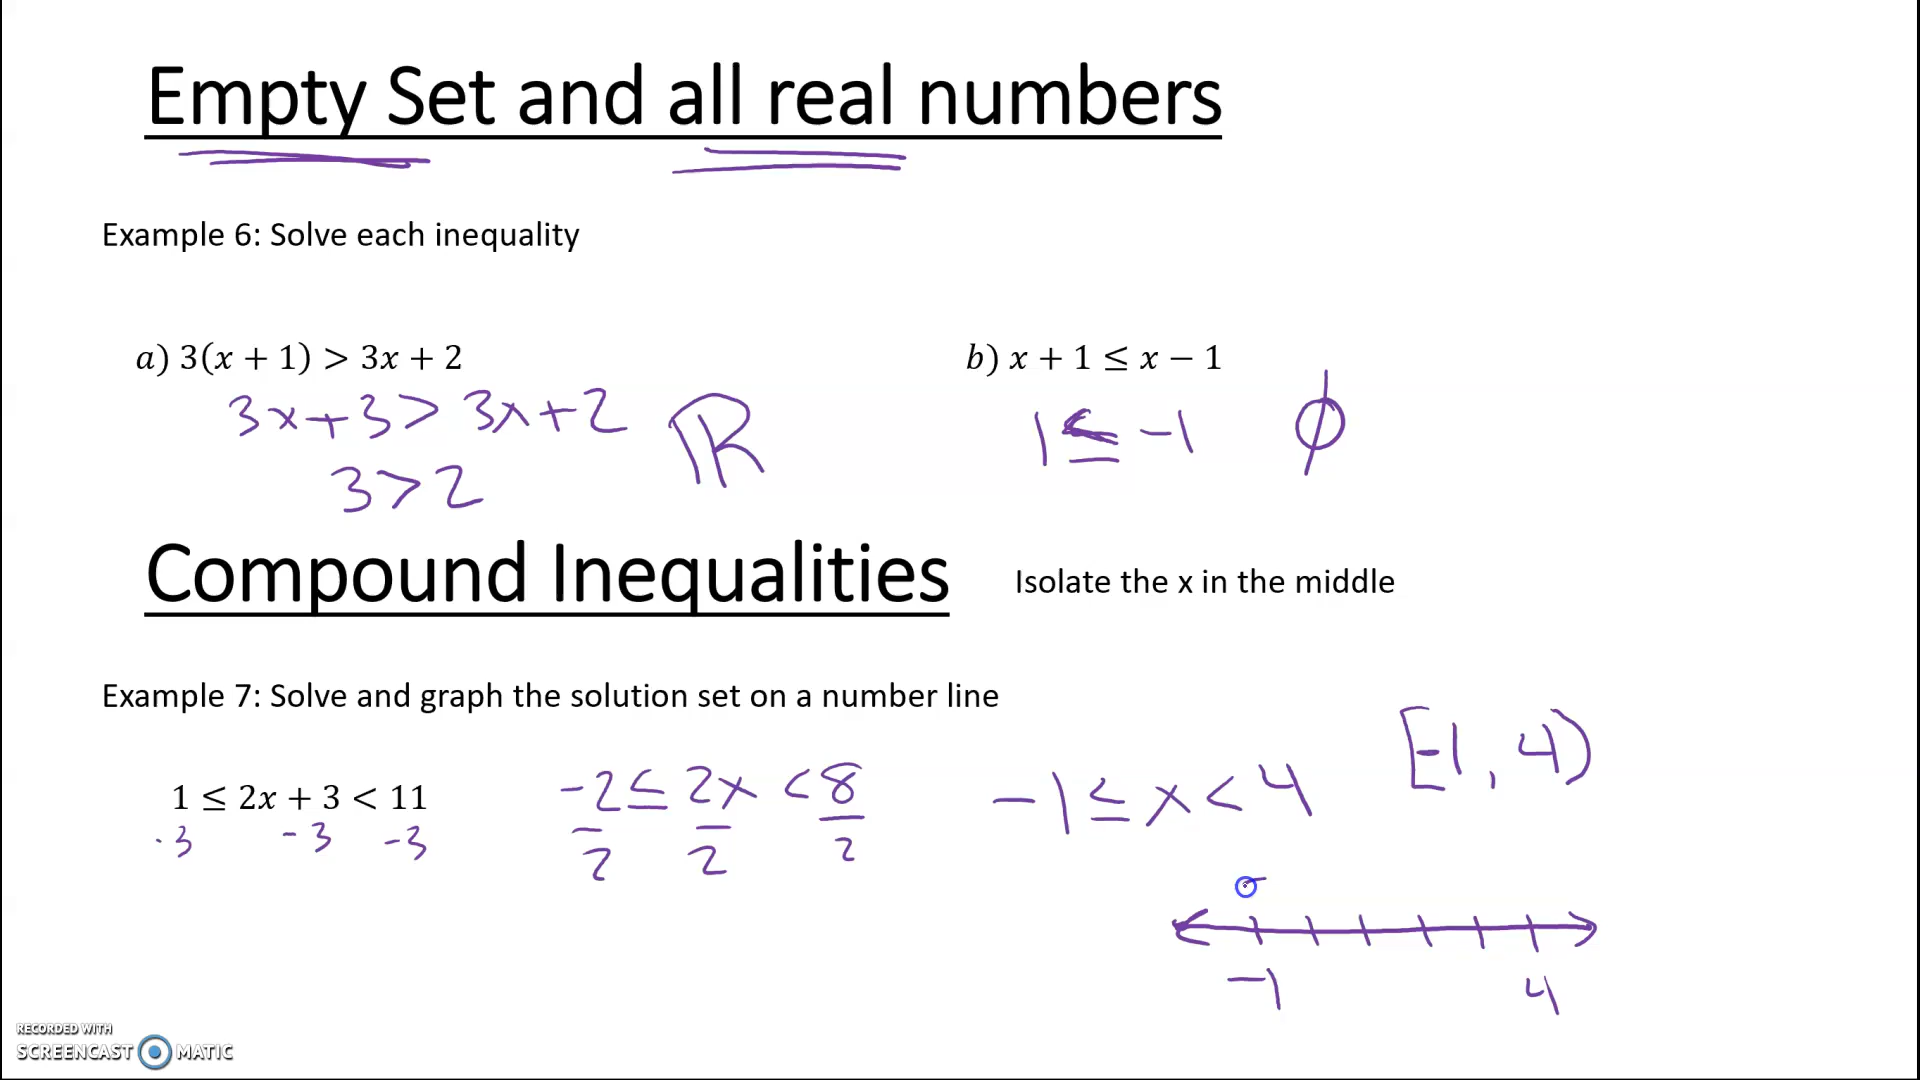 Empty Set and all real numbers
Example 6: Solve each inequality
a) 3(x + 1) > 3x + 2
b) x + 1 ≤ x − 1
3x+3 > 3x+2
ℝ
1 ≤ -1
∅
3 > 2
Compound Inequalities
Isolate the x in the middle
Example 7: Solve and graph the solution set on a number line
[-1, 4)
1 ≤ 2x + 3 < 11
-2 ≤ 2x < 8
-1 ≤ x < 4
-3 -3 -3
2 2 2
-1 4
RECORDED WITH
SCREENCAST MATIC